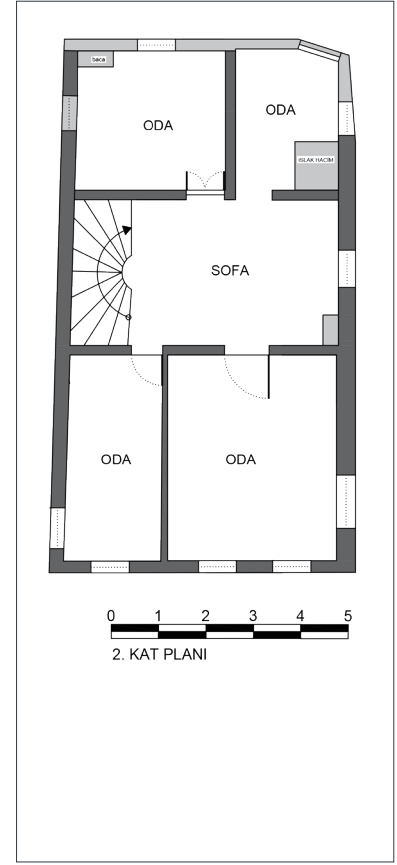 baca
ODA
ODA
ISLAK HACİM
SOFA
ODA
ODA
0 1 2 3 4 5
2. KAT PLANI